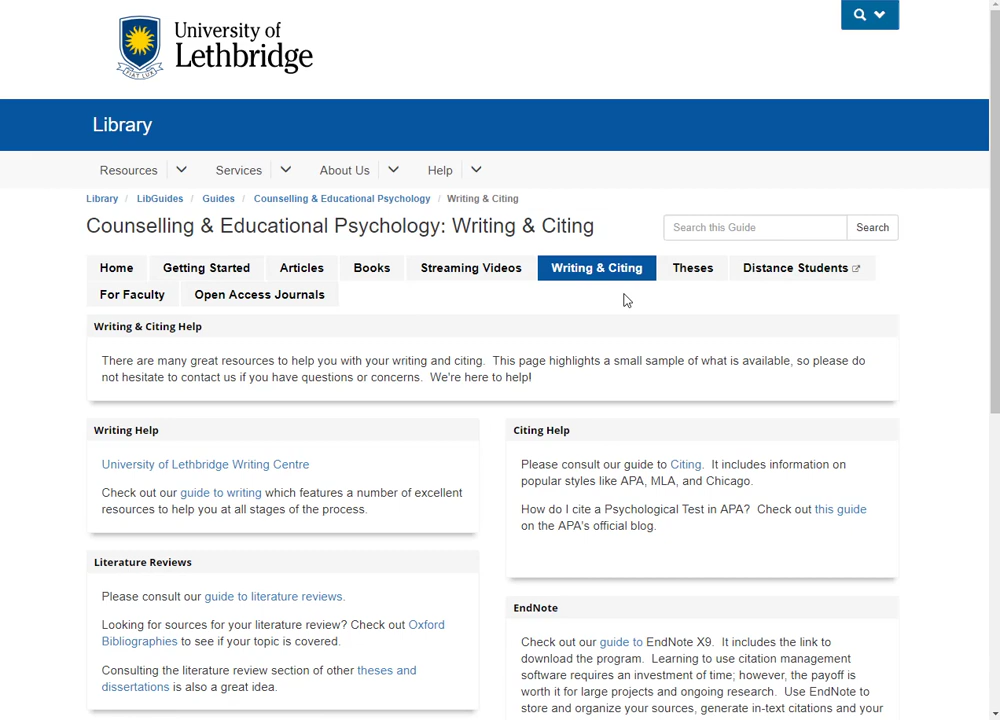 University of
Lethbridge
FIAT LUX
Library
Resources Services About Us Help
Library / LibGuides / Guides / Counselling & Educational Psychology / Writing & Citing
Counselling & Educational Psychology: Writing & Citing
Search this Guide Search
Home Getting Started Articles Books Streaming Videos Writing & Citing Theses Distance Students
For Faculty Open Access Journals
Writing & Citing Help
There are many great resources to help you with your writing and citing. This page highlights a small sample of what is available, so please do
not hesitate to contact us if you have questions or concerns. We're here to help!
Writing Help
University of Lethbridge Writing Centre
Check out our guide to writing which features a number of excellent
resources to help you at all stages of the process.
Literature Reviews
Please consult our guide to literature reviews.
Looking for sources for your literature review? Check out Oxford
Bibliographies to see if your topic is covered.
Consulting the literature review section of other theses and
dissertations is also a great idea.
Citing Help
Please consult our guide to Citing. It includes information on
popular styles like APA, MLA, and Chicago.
How do I cite a Psychological Test in APA? Check out this guide
on the APA's official blog.
EndNote
Check out our guide to EndNote X9. It includes the link to
download the program. Learning to use citation management
software requires an investment of time; however, the payoff is
worth it for large projects and ongoing research. Use EndNote to
store and organize your sources, generate in-text citations and your